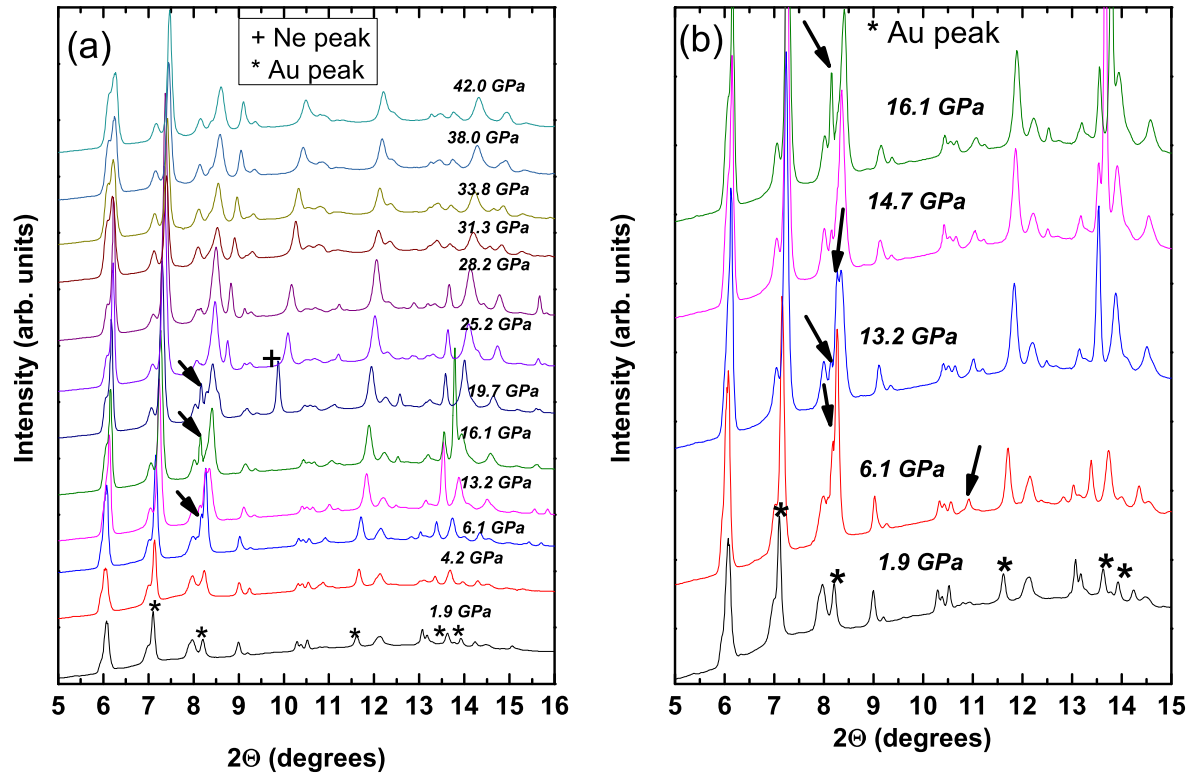 (a)
+ Ne peak
* Au peak
42.0 GPa
38.0 GPa
33.8 GPa
31.3 GPa
28.2 GPa
25.2 GPa
+
19.7 GPa
16.1 GPa
13.2 GPa
6.1 GPa
4.2 GPa
1.9 GPa
* * * * *
5 6 7 8 9 10 11 12 13 14 15 16
2Θ (degrees)
Intensity (arb. units)
(b)
* Au peak
16.1 GPa
14.7 GPa
13.2 GPa
6.1 GPa
1.9 GPa
* * * * *
5 6 7 8 9 10 11 12 13 14 15
2Θ (degrees)
Intensity (arb. units)